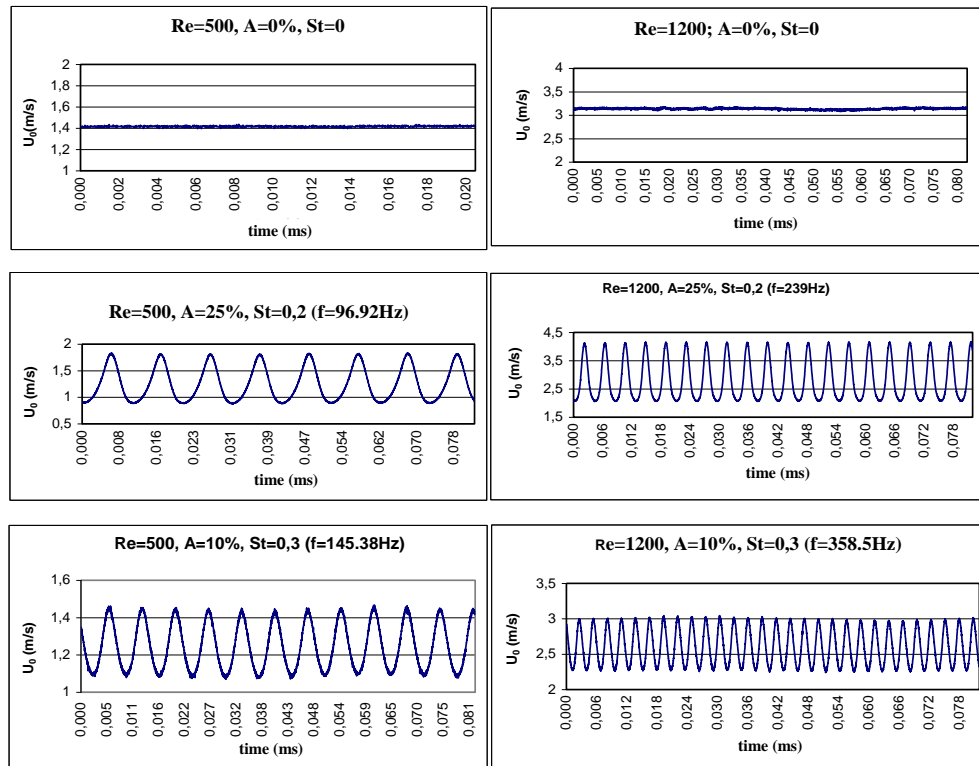 Re=500, A=0%, St=0
U0(m/s)
2
1,8
1,6
1,4
1,2
1
0,000 0,002 0,004 0,006 0,008 0,010 0,012 0,014 0,016 0,018 0,020
time (ms)
Re=1200; A=0%, St=0
U0 (m/s)
4
3,5
3
2,5
2
0,000 0,005 0,010 0,015 0,020 0,025 0,030 0,035 0,040 0,045 0,050 0,055 0,060 0,065 0,070 0,075 0,080
time (ms)
Re=500, A=25%, St=0,2 (f=96.92Hz)
U0 (m/s)
2
1,5
1
0,5
0,000 0,008 0,016 0,023 0,031 0,039 0,047 0,054 0,062 0,070 0,078
time (ms)
Re=1200, A=25%, St=0,2 (f=239Hz)
U0 (m/s)
4,5
3,5
2,5
1,5
0,000 0,006 0,012 0,018 0,024 0,030 0,036 0,042 0,048 0,054 0,060 0,066 0,072 0,078
time (ms)
Re=500, A=10%, St=0,3 (f=145.38Hz)
U0 (m/s)
1,6
1,4
1,2
1
0,000 0,005 0,011 0,016 0,022 0,027 0,032 0,038 0,043 0,049 0,054 0,059 0,065 0,070 0,075 0,081
time (ms)
Re=1200, A=10%, St=0,3 (f=358.5Hz)
U0 (m/s)
3,5
3
2,5
2
0,000 0,006 0,012 0,018 0,024 0,030 0,036 0,042 0,048 0,054 0,060 0,066 0,072 0,078
time (ms)